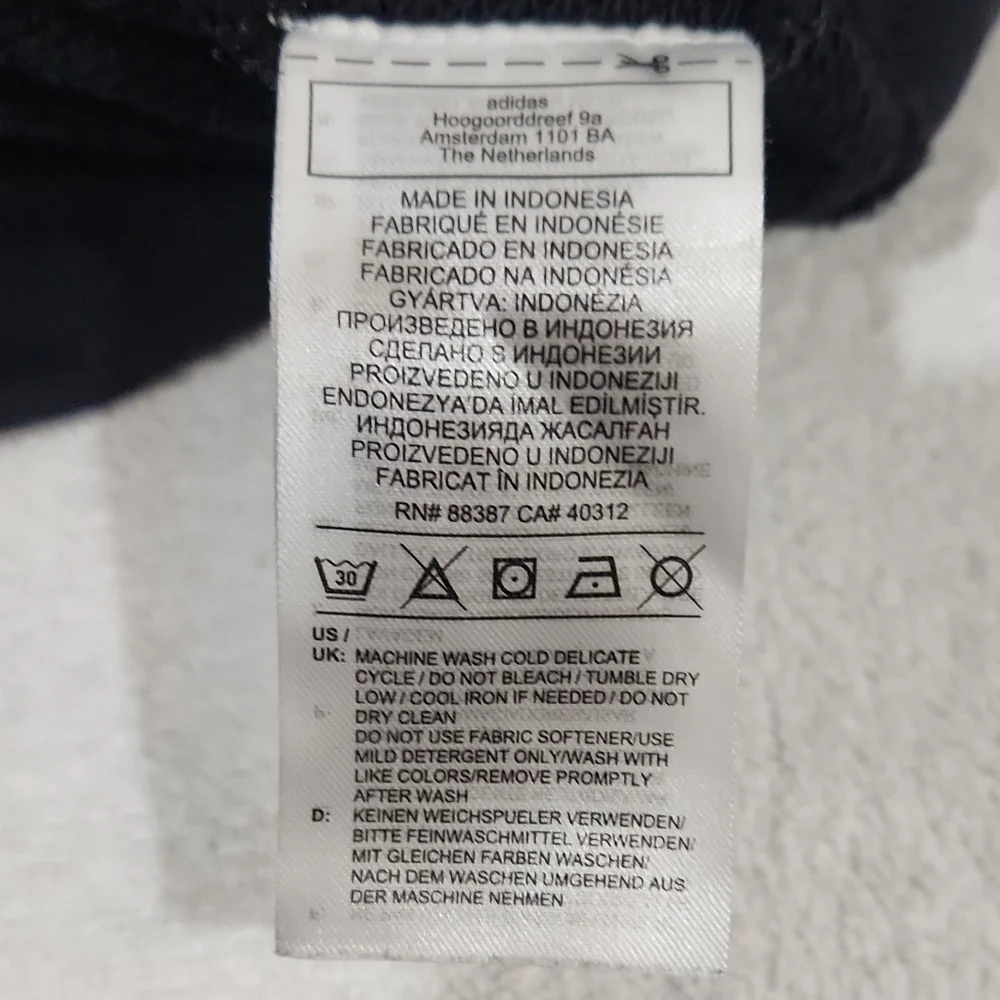 adidas
Hoogoorddreef 9a
Amsterdam 1101 BA
The Netherlands
MADE IN INDONESIA
FABRIQUÉ EN INDONÉSIE
FABRICADO EN INDONESIA
FABRICADO NA INDONÉSIA
GYÁRTVA: INDONÉZIA
ПРОИЗВЕДЕНО В ИНДОНЕЗИЯ
СДЕЛАНО В ИНДОНЕЗИИ
PROIZVEDENO U INDONEZIJI
ENDONEZYA'DA İMAL EDİLMİŞTİR.
ИНДОНЕЗИЯДА ЖАСАЛҒАН
PROIZVEDENO U INDONEZIJI
FABRICAT ÎN INDONEZIA
RN# 88387 CA# 40312
30
US /
UK: MACHINE WASH COLD DELICATE
CYCLE / DO NOT BLEACH / TUMBLE DRY
LOW / COOL IRON IF NEEDED / DO NOT
DRY CLEAN
DO NOT USE FABRIC SOFTENER/USE
MILD DETERGENT ONLY/WASH WITH
LIKE COLORS/REMOVE PROMPTLY
AFTER WASH
D: KEINEN WEICHSPUELER VERWENDEN/
BITTE FEINWASCHMITTEL VERWENDEN/
MIT GLEICHEN FARBEN WASCHEN/
NACH DEM WASCHEN UMGEHEND AUS
DER MASCHINE NEHMEN